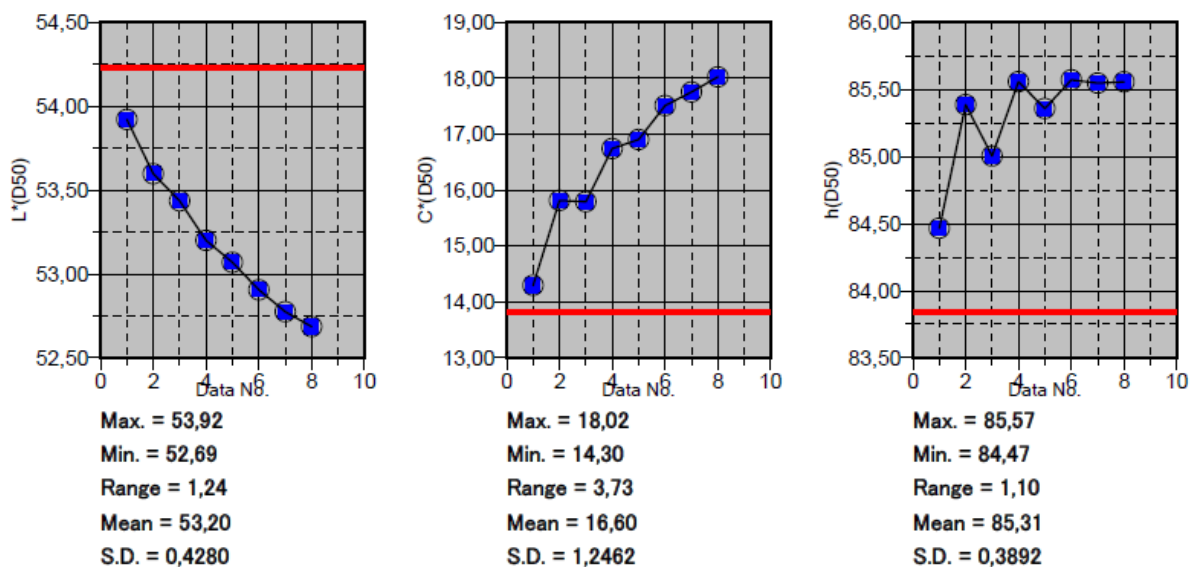 54,50
54,00
53,50
53,00
52,50
L*(D50)
0 2 4 6 8 10
Data No.
Max. = 53,92
Min. = 52,69
Range = 1,24
Mean = 53,20
S.D. = 0,4280
19,00
18,00
17,00
16,00
15,00
14,00
13,00
C*(D50)
0 2 4 6 8 10
Data No.
Max. = 18,02
Min. = 14,30
Range = 3,73
Mean = 16,60
S.D. = 1,2462
86,00
85,50
85,00
84,50
84,00
83,50
h(D50)
0 2 4 6 8 10
Data No.
Max. = 85,57
Min. = 84,47
Range = 1,10
Mean = 85,31
S.D. = 0,3892